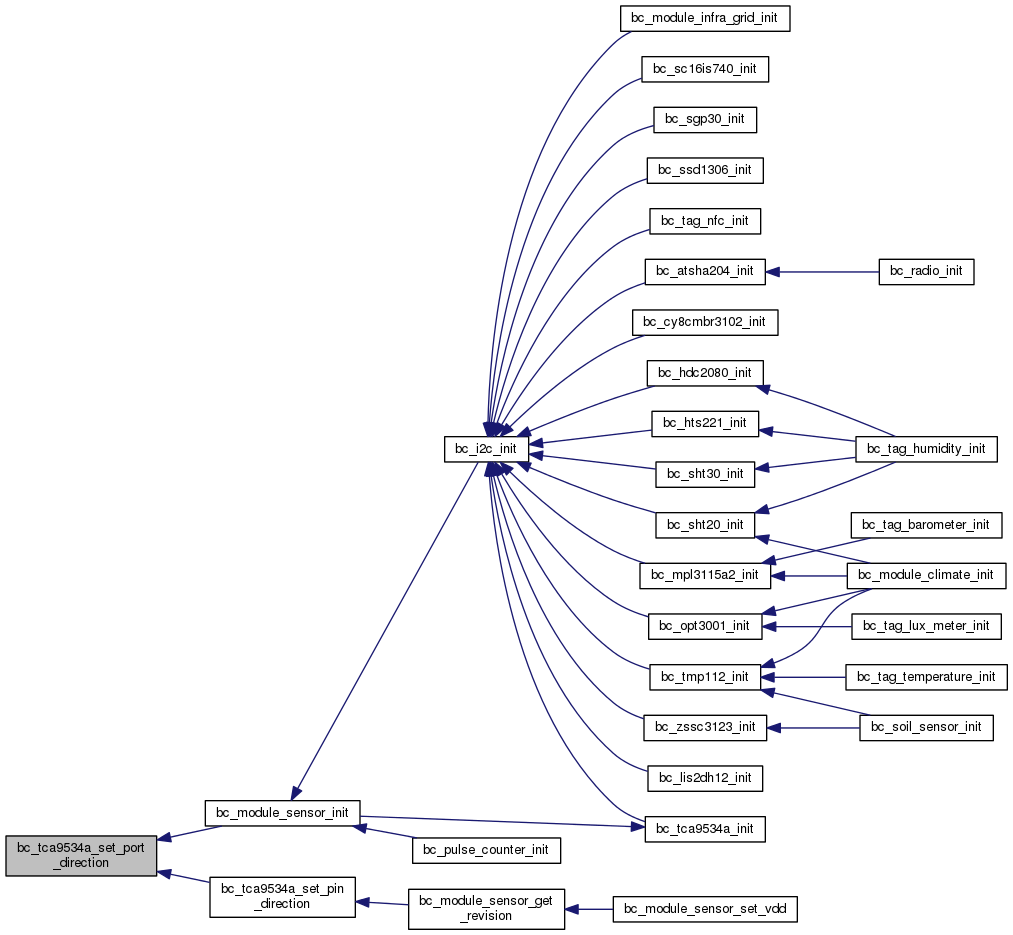 bc_module_infra_grid_init
bc_sc16is740_init
bc_sgp30_init
bc_ssd1306_init
bc_tag_nfc_init
bc_atsha204_init
bc_radio_init
bc_cy8cmbr3102_init
bc_hdc2080_init
bc_hts221_init
bc_i2c_init
bc_tag_humidity_init
bc_sht30_init
bc_sht20_init
bc_tag_barometer_init
bc_mpl3115a2_init
bc_module_climate_init
bc_opt3001_init
bc_tag_lux_meter_init
bc_tmp112_init
bc_tag_temperature_init
bc_zssc3123_init
bc_soil_sensor_init
bc_lis2dh12_init
bc_module_sensor_init
bc_tca9534a_init
bc_tca9534a_set_port
_direction
bc_pulse_counter_init
bc_tca9534a_set_pin
_direction
bc_module_sensor_get
_revision
bc_module_sensor_set_vdd